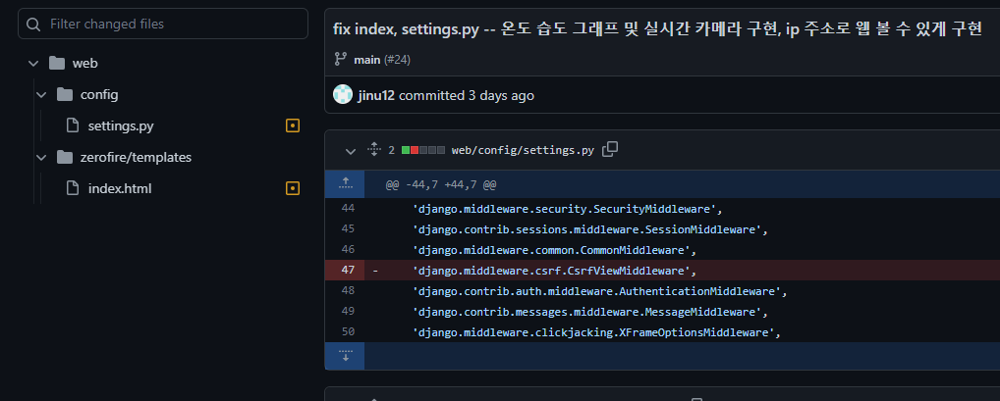 Filter changed files
web
config
settings.py
zerofire/templates
index.html
fix index, settings.py -- 온도 습도 그래프 및 실시간 카메라 구현, ip 주소로 웹 볼 수 있게 구현
main (#24)
jinu12 committed 3 days ago
2 web/config/settings.py
@@ -44,7 +44,7 @@
44 'django.middleware.security.SecurityMiddleware',
45 'django.contrib.sessions.middleware.SessionMiddleware',
46 'django.middleware.common.CommonMiddleware',
47 - 'django.middleware.csrf.CsrfViewMiddleware',
48 'django.contrib.auth.middleware.AuthenticationMiddleware',
49 'django.contrib.messages.middleware.MessageMiddleware',
50 'django.middleware.clickjacking.XFrameOptionsMiddleware',